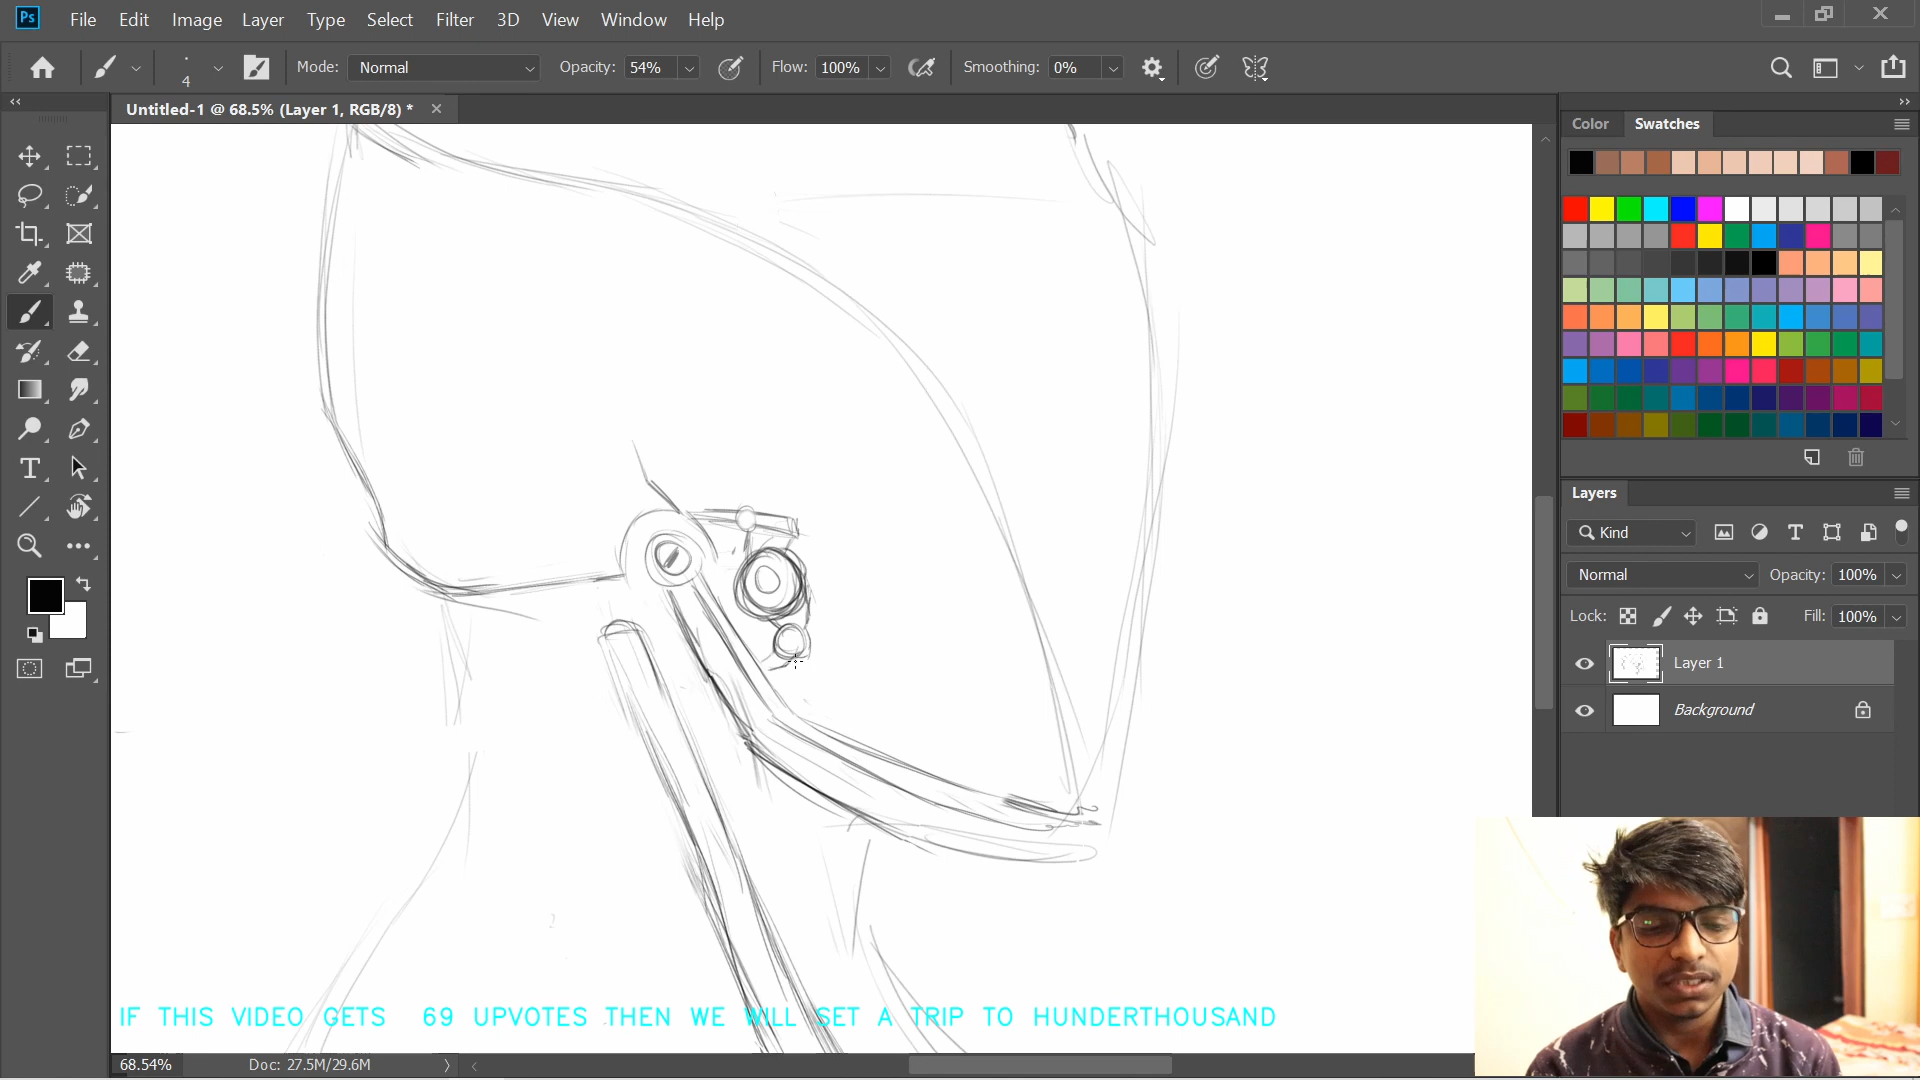 Ps File Edit Image Layer Type Select Filter 3D View Window Help
4 Mode: Normal Opacity: 54% Flow: 100% Smoothing: 0%
Untitled-1 @ 68.5% (Layer 1, RGB/8) *
Color Swatches
Layers
Kind
Normal Opacity: 100%
Lock: Fill: 100%
Layer 1
Background
IF THIS VIDEO GETS 69 UPVOTES THEN WE WILL SET A TRIP TO HUNDERTHOUSAND
68.54% Doc: 27.5M/29.6M